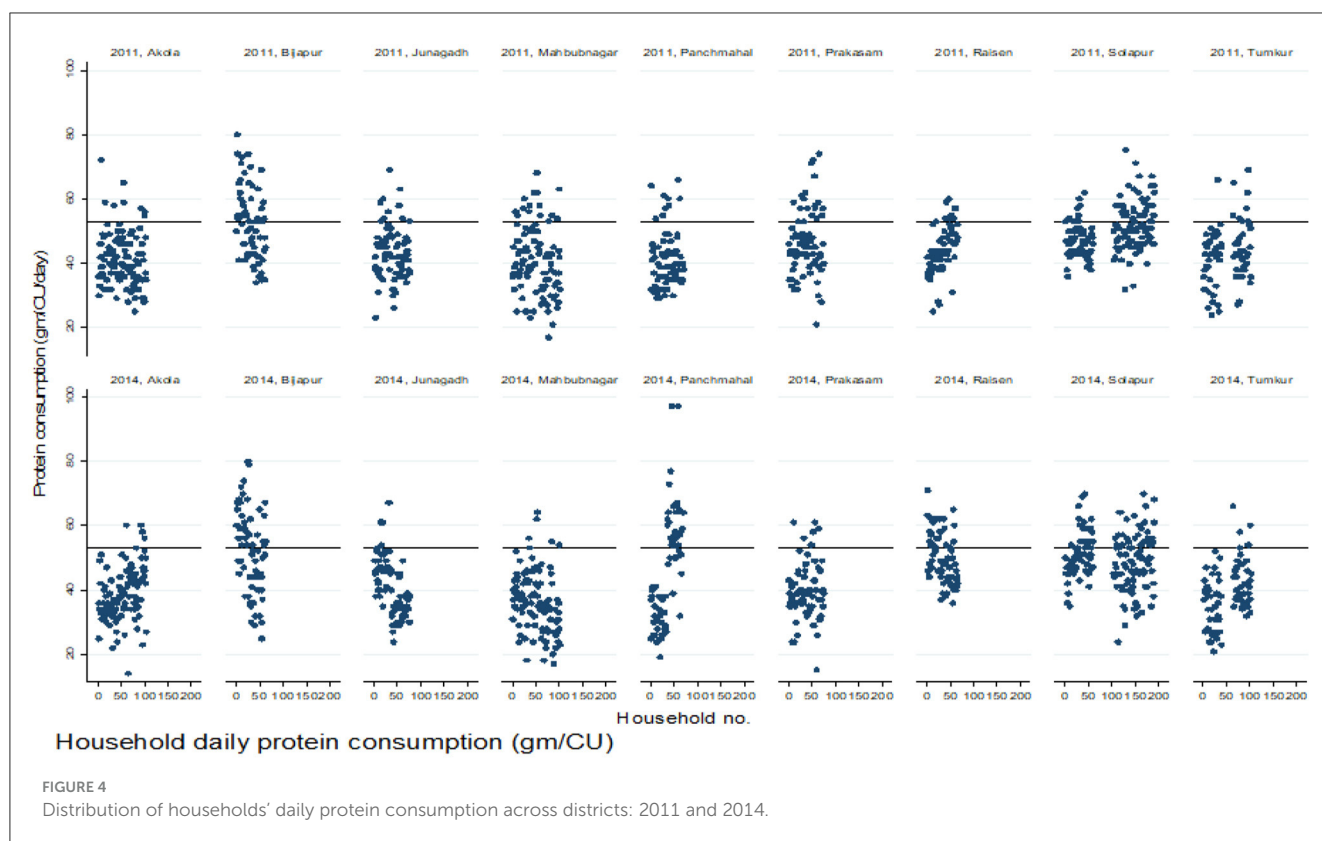 2011, Akola 2011, Bijapur 2011, Junagadh 2011, Mahbubnagar 2011, Panchmahal 2011, Prakasam 2011, Raisen 2011, Solapur 2011, Tumkur
100
80
60
40
20
2014, Akola 2014, Bijapur 2014, Junagadh 2014, Mahbubnagar 2014, Panchmahal 2014, Prakasam 2014, Raisen 2014, Solapur 2014, Tumkur
100
80
60
40
20
Protein consumption (gm/CU/day)
0 50 100 150 200 0 50 100 150 200 0 50 100 150 200 0 50 100 150 200 0 50 100 150 200 0 50 100 150 200 0 50 100 150 200 0 50 100 150 200 0 50 100 150 200
Household no.
Household daily protein consumption (gm/CU)
FIGURE 4
Distribution of households' daily protein consumption across districts: 2011 and 2014.